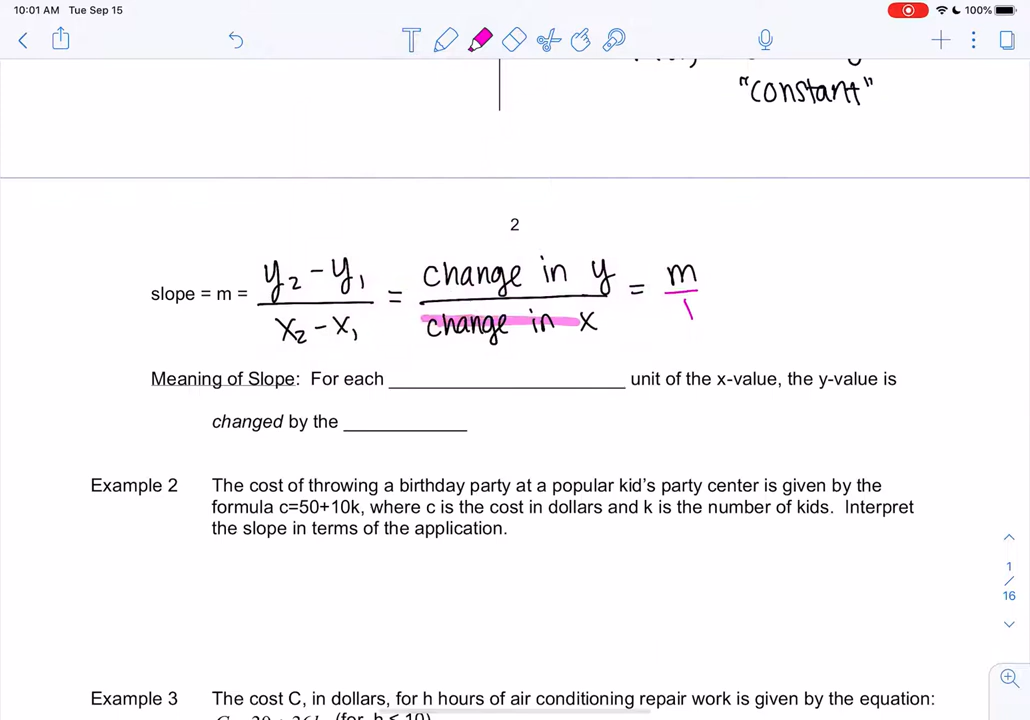 10:01 AM Tue Sep 15
100%
T
"constant"
2
slope = m = y₂ - y₁ / x₂ - x₁ = change in y / change in x = m / 1
Meaning of Slope: For each ____________________ unit of the x-value, the y-value is
changed by the ___________
Example 2 The cost of throwing a birthday party at a popular kid's party center is given by the
formula c=50+10k, where c is the cost in dollars and k is the number of kids. Interpret
the slope in terms of the application.
1
/
16
Example 3 The cost C, in dollars, for h hours of air conditioning repair work is given by the equation: